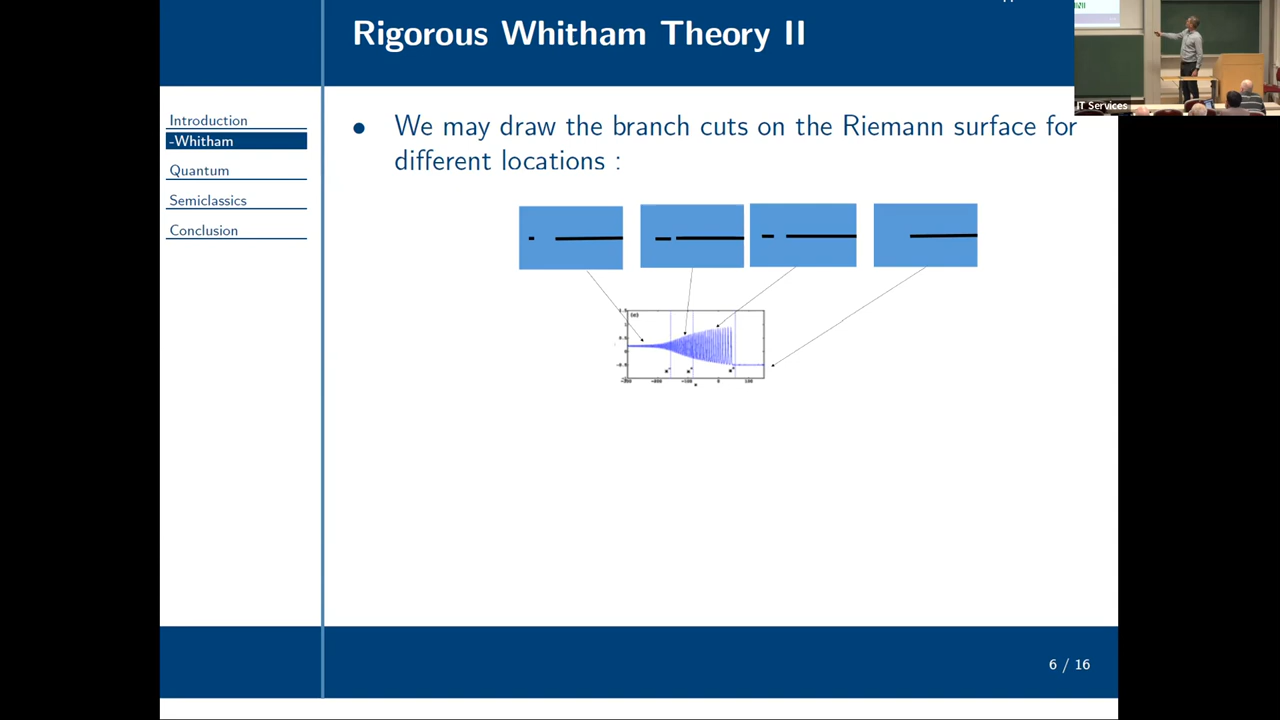 Rigorous Whitham Theory II
Introduction
-Whitham
Quantum
Semiclassics
Conclusion
● We may draw the branch cuts on the Riemann surface for
different locations :
IT Services
6 / 16